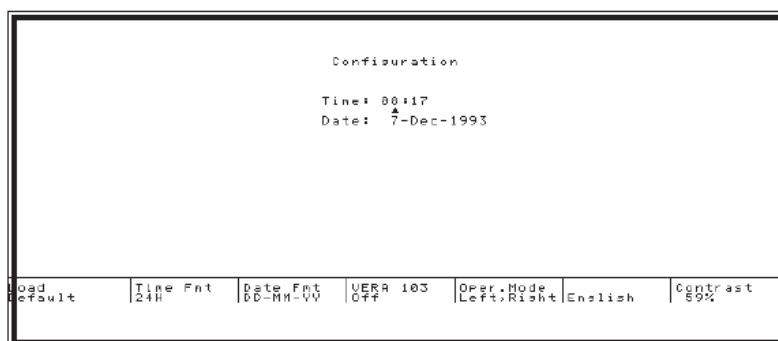 Configuration
Time: 08:17
Date: 7-Dec-1993
Load Time Fmt Date Fmt VERA 103 Oper.Mode Contrast
Default 24H DD-MM-YY Off Left;Right English 59%